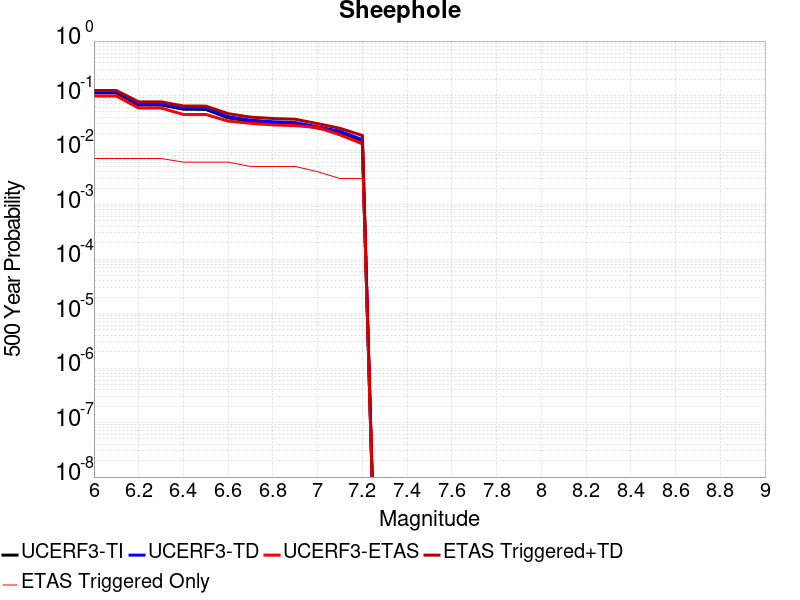 Sheephole
10^0
10^-1
10^-2
10^-3
10^-4
10^-5
10^-6
10^-7
10^-8
500 Year Probability
6 6.2 6.4 6.6 6.8 7 7.2 7.4 7.6 7.8 8 8.2 8.4 8.6 8.8 9
Magnitude
UCERF3-TI UCERF3-TD UCERF3-ETAS ETAS Triggered+TD
ETAS Triggered Only